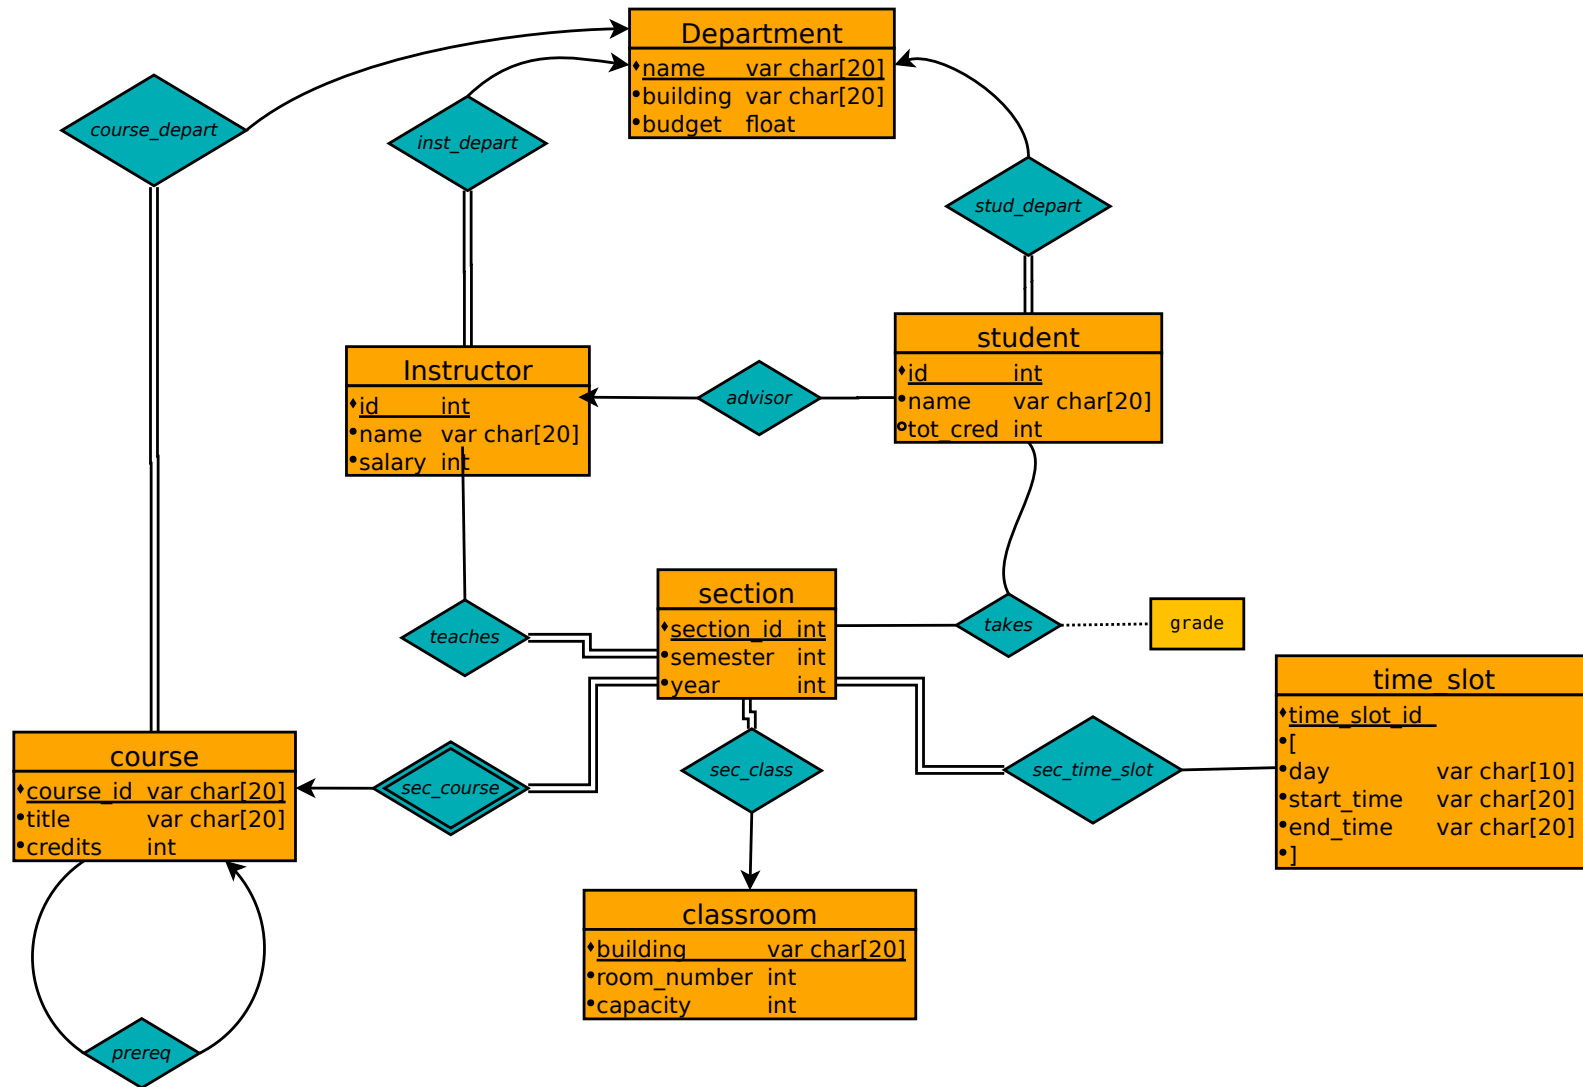 Department
name var char[20]
building var char[20]
budget float
course_depart
inst_depart
stud_depart
student
id int
name var char[20]
tot_cred int
Instructor
id int
name var char[20]
salary int
advisor
section
section_id int
semester int
year int
teaches
takes
grade
time_slot
time_slot_id
[
day var char[10]
start_time var char[20]
end_time var char[20]
]
course
course_id var char[20]
title var char[20]
credits int
sec_course
sec_class
sec_time_slot
classroom
building var char[20]
room_number int
capacity int
prereq